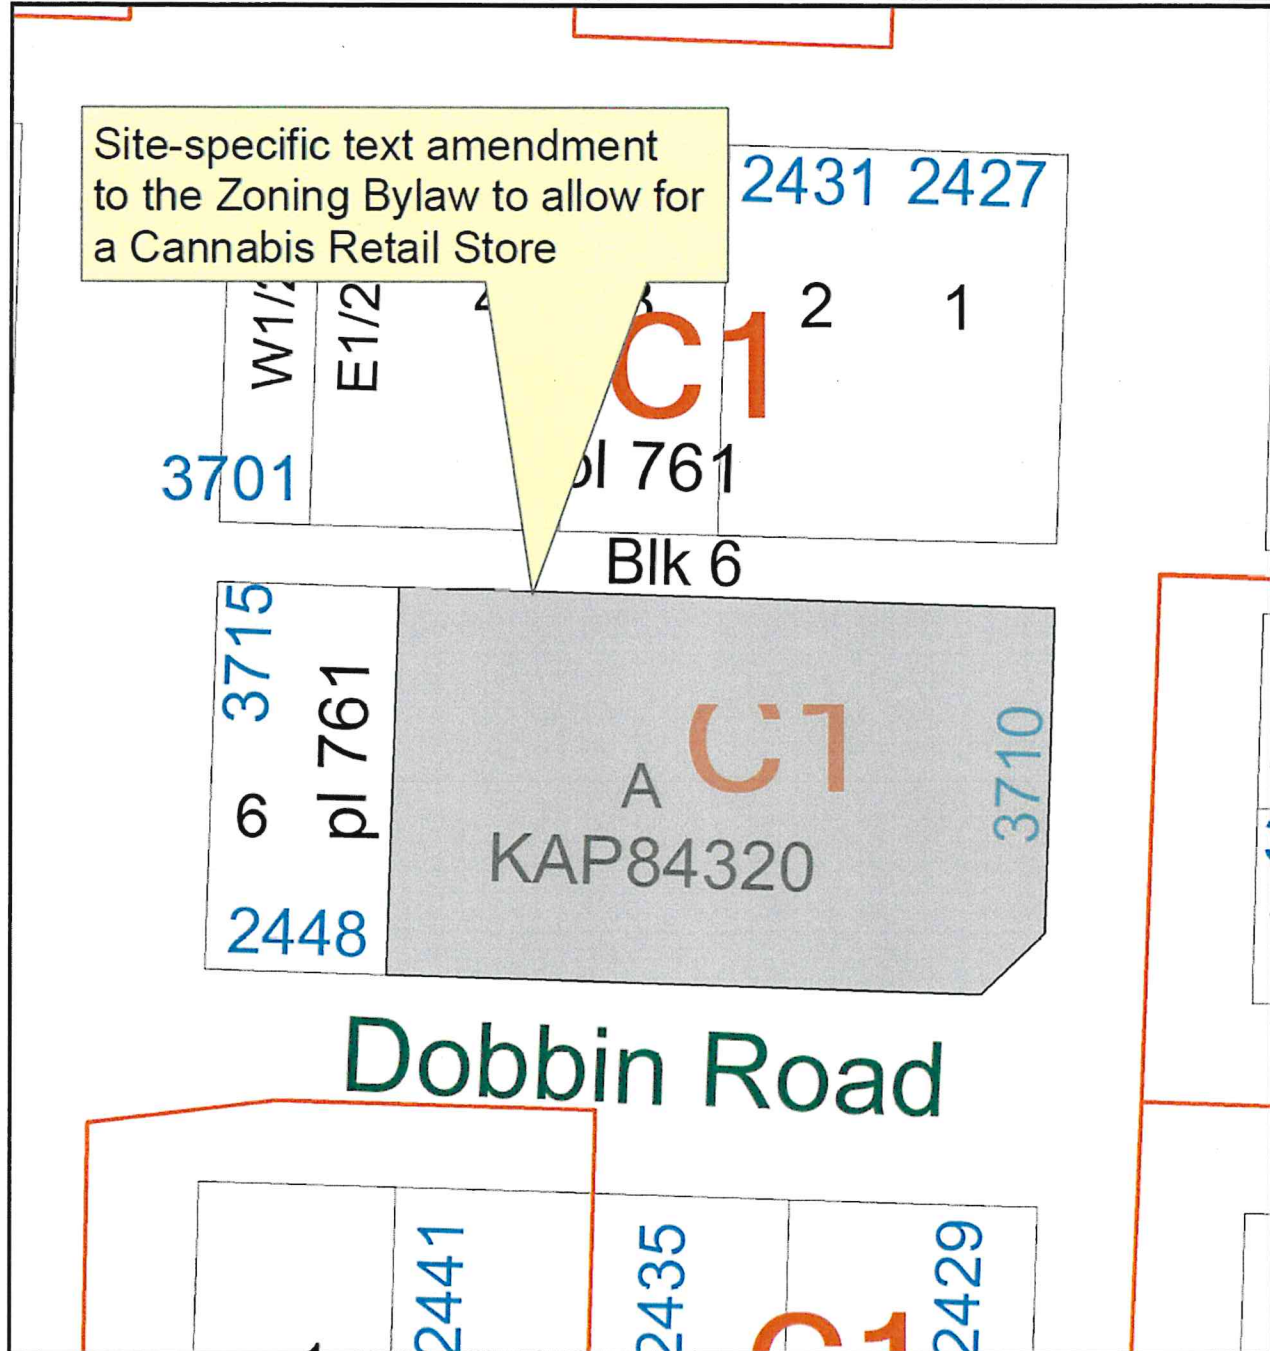 Site-specific text amendment
to the Zoning Bylaw to allow for
a Cannabis Retail Store
2431 2427
E1/2
2 1
C1
3701
761
Blk 6
3715
pl 761
6
2448
C1
A
KAP84320
3710
Dobbin Road
2441
2435
2429
C1